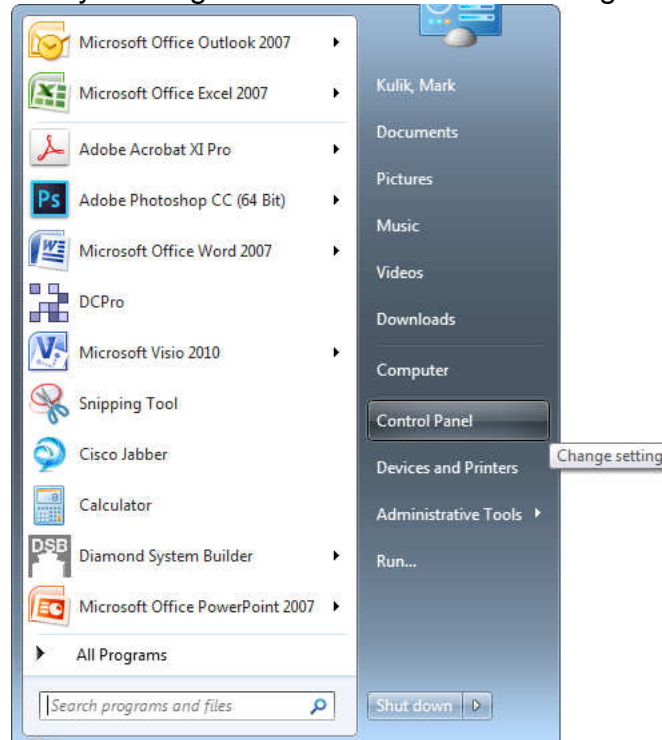 Microsoft Office Outlook 2007
Microsoft Office Excel 2007
Adobe Acrobat XI Pro
Ps
Adobe Photoshop CC (64 Bit)
Microsoft Office Word 2007
DCPro
Microsoft Visio 2010
Snipping Tool
Cisco Jabber
Calculator
DSB
Diamond System Builder
Microsoft Office PowerPoint 2007
All Programs
Search programs and files
Kulik, Mark
Documents
Pictures
Music
Videos
Downloads
Computer
Control Panel
Change setting
Devices and Printers
Administrative Tools
Run...
Shut down